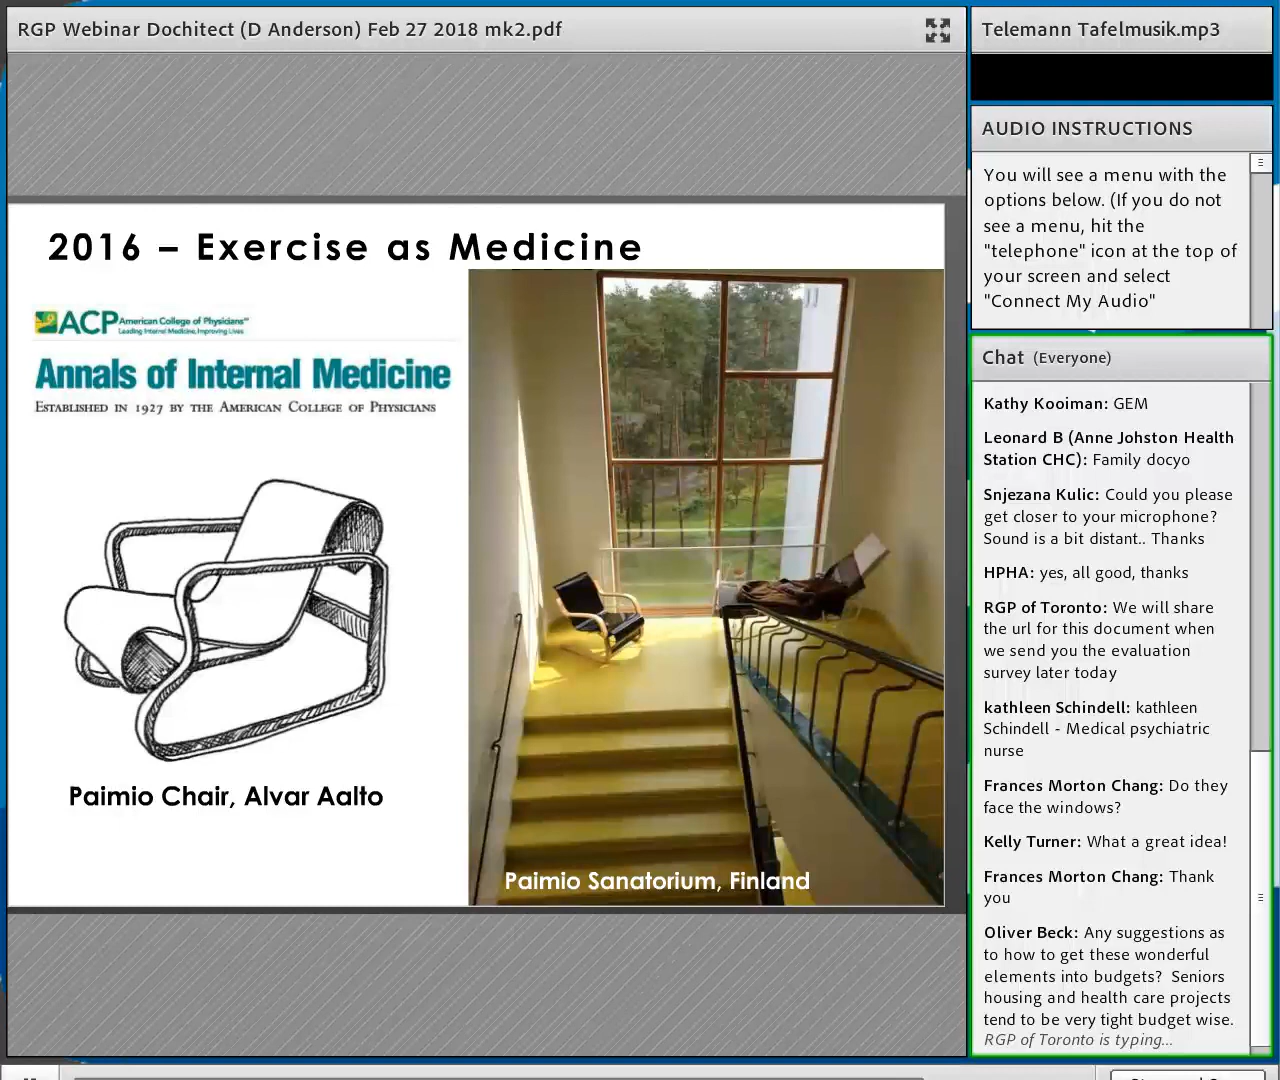 RGP Webinar Dochitect (D Anderson) Feb 27 2018 mk2.pdf
2016 – Exercise as Medicine
ACP American College of Physicians
Leading Internal Medicine, Improving Lives
Annals of Internal Medicine
ESTABLISHED IN 1927 BY THE AMERICAN COLLEGE OF PHYSICIANS
Paimio Chair, Alvar Aalto
Paimio Sanatorium, Finland
Telemann Tafelmusik.mp3
AUDIO INSTRUCTIONS
You will see a menu with the
options below. (If you do not
see a menu, hit the
"telephone" icon at the top of
your screen and select
"Connect My Audio"
Chat (Everyone)
Kathy Kooiman: GEM
Leonard B (Anne Johston Health
Station CHC): Family docyo
Snjezana Kulic: Could you please
get closer to your microphone?
Sound is a bit distant.. Thanks
HPHA: yes, all good, thanks
RGP of Toronto: We will share
the url for this document when
we send you the evaluation
survey later today
kathleen Schindell: kathleen
Schindell - Medical psychiatric
nurse
Frances Morton Chang: Do they
face the windows?
Kelly Turner: What a great idea!
Frances Morton Chang: Thank
you
Oliver Beck: Any suggestions as
to how to get these wonderful
elements into budgets? Seniors
housing and health care projects
tend to be very tight budget wise.
RGP of Toronto is typing...